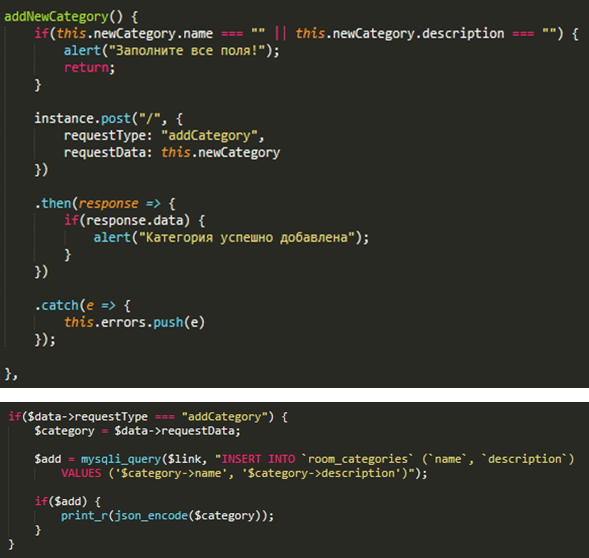 addNewCategory() {
    if(this.newCategory.name === "" || this.newCategory.description === "") {
        alert("Заполните все поля!");
        return;
    }

    instance.post("/", {
        requestType: "addCategory",
        requestData: this.newCategory
    })

    .then(response => {
        if(response.data) {
            alert("Категория успешно добавлена");
        }
    })

    .catch(e => {
        this.errors.push(e)
    });

},

if($data->requestType === "addCategory") {
    $category = $data->requestData;

    $add = mysqli_query($link, "INSERT INTO `room_categories` (`name`, `description`)
        VALUES ('$category->name', '$category->description')");

    if($add) {
        print_r(json_encode($category));
    }
}